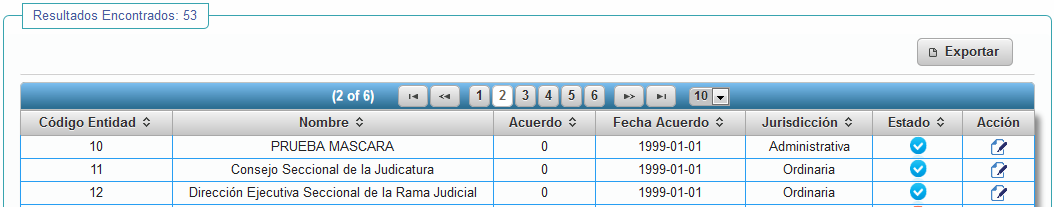 Resultados Encontrados: 53
Exportar
(2 of 6) 1 2 3 4 5 6 10
Código Entidad Nombre Acuerdo Fecha Acuerdo Jurisdicción Estado Acción
10 PRUEBA MASCARA 0 1999-01-01 Administrativa
11 Consejo Seccional de la Judicatura 0 1999-01-01 Ordinaria
12 Dirección Ejecutiva Seccional de la Rama Judicial 0 1999-01-01 Ordinaria